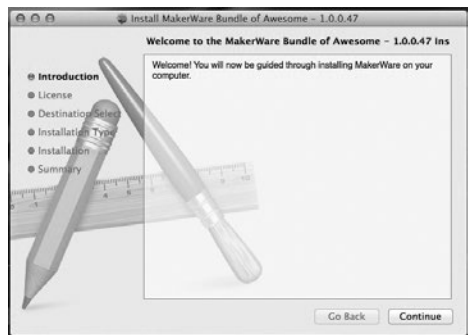 Install MakerWare Bundle of Awesome – 1.0.0.47
Welcome to the MakerWare Bundle of Awesome – 1.0.0.47 Ins
Introduction
License
Destination Select
Installation Type
Installation
Summary
Welcome! You will now be guided through installing MakerWare on your
computer.
Go Back
Continue